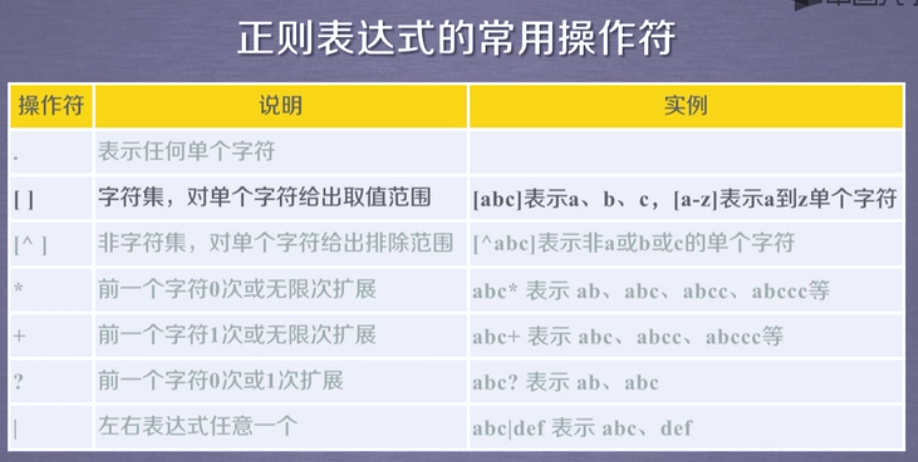 正则表达式的常用操作符
操作符 说明 实例
. 表示任何单个字符
[ ] 字符集，对单个字符给出取值范围 [abc]表示a、b、c，[a-z]表示a到z单个字符
[^ ] 非字符集，对单个字符给出排除范围 [^abc]表示非a或b或c的单个字符
* 前一个字符0次或无限次扩展 abc* 表示 ab、abc、abcc、abccc等
+ 前一个字符1次或无限次扩展 abc+ 表示 abc、abcc、abccc等
? 前一个字符0次或1次扩展 abc? 表示 ab、abc
| 左右表达式任意一个 abc|def 表示 abc、def